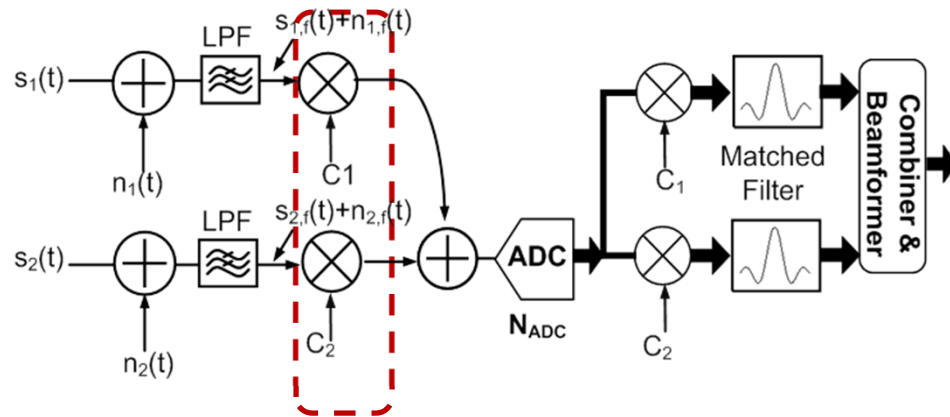 LPF
s1,f(t)+n1,f(t)
s1(t)
n1(t)
C1
C1
Matched
Filter
Combiner &
Beamformer
LPF
s2,f(t)+n2,f(t)
s2(t)
n2(t)
C2
ADC
NADC
C2